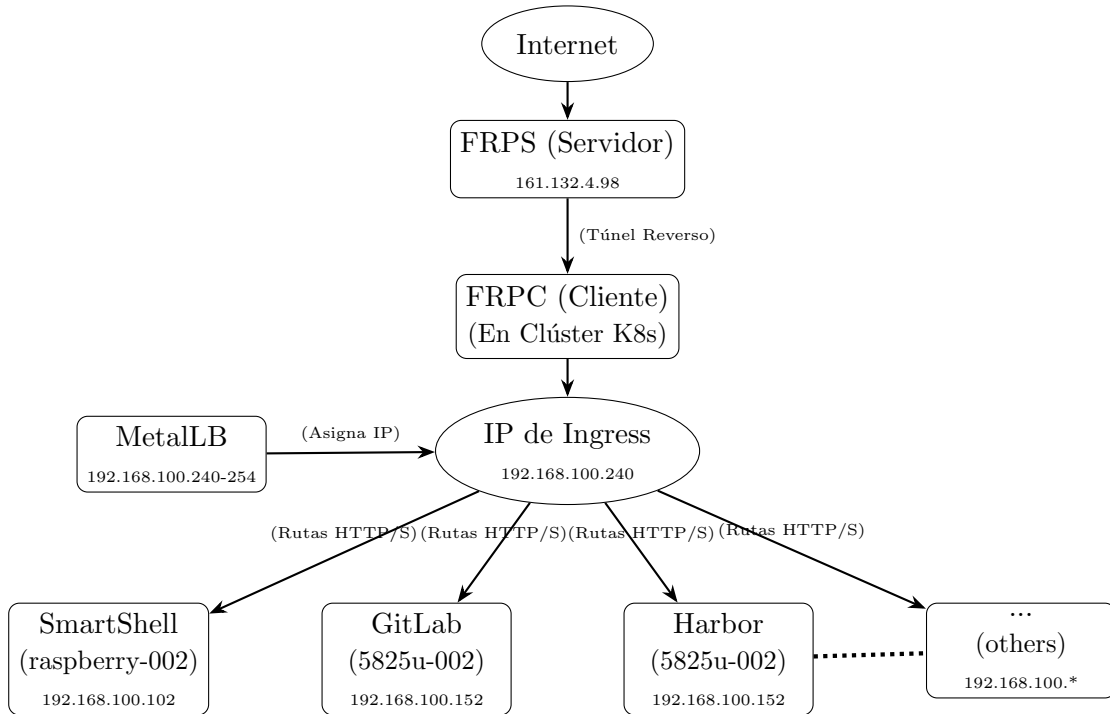 Internet
FRPS (Servidor)
161.132.4.98
(Túnel Reverso)
FRPC (Cliente)
(En Clúster K8s)
MetalLB
192.168.100.240-254
(Asigna IP)
IP de Ingress
192.168.100.240
(Rutas HTTP/S)
(Rutas HTTP/S)
(Rutas HTTP/S)
(Rutas HTTP/S)
SmartShell
(raspberry-002)
192.168.100.102
GitLab
(5825u-002)
192.168.100.152
Harbor
(5825u-002)
192.168.100.152
...
(others)
192.168.100.*